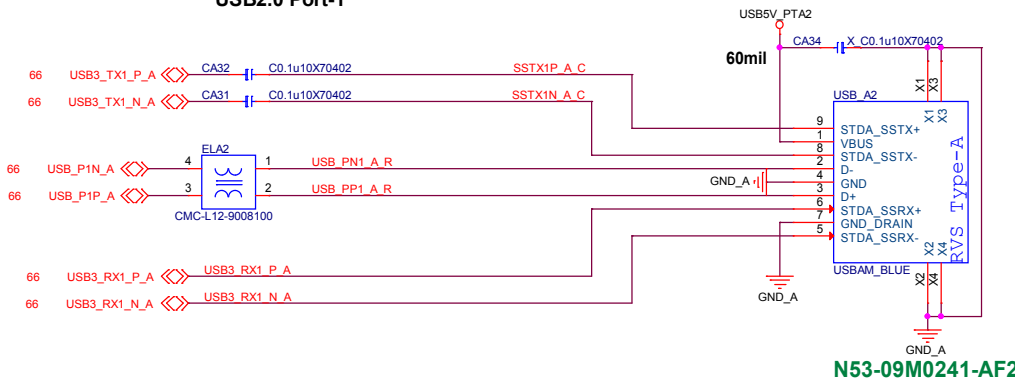 USB2.0 Port-1
USB5V_PTA2
CA34 X_C0.1u10X70402
60mil
66 USB3_TX1_P_A CA32 C0.1u10X70402 SSTX1P_A_C
66 USB3_TX1_N_A CA31 C0.1u10X70402 SSTX1N_A_C
X1 X3
USB_A2
X1 X3
9 STDA_SSTX+
1 VBUS
8 STDA_SSTX-
2 D-
4 GND
3 D+
6 STDA_SSRX+
7 GND_DRAIN
5 STDA_SSRX-
RVS Type-A
ELA2
66 USB_P1N_A 4 1 USB_PN1_A_R
66 USB_P1P_A 3 2 USB_PP1_A_R
CMC-L12-9008100
GND_A
66 USB3_RX1_P_A USB3_RX1_P_A
66 USB3_RX1_N_A USB3_RX1_N_A
X2 X4
USBAM_BLUE
X2 X4
GND_A
GND_A
N53-09M0241-AF2